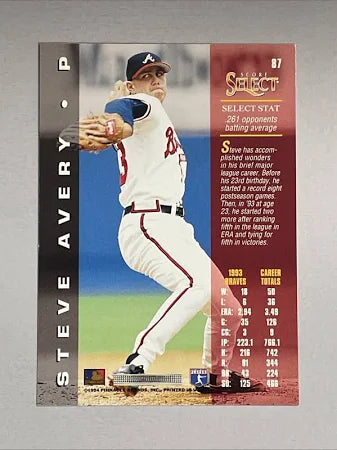 87
SCORE
SELECT
SELECT STAT
.261 opponents
batting average
Steve has accom-
plished wonders
in his brief major
league career. Before
his 23rd birthday, he
started a record eight
postseason games.
Then, in '93 at age
23, he started two
more after ranking
fifth in the league in
ERA and tying for
fifth in victories.
1993 CAREER
BRAVES TOTALS
W: 18 50
L: 6 36
ERA: 2.94 3.49
G: 35 126
CG: 3 9
IP: 223.1 766.1
H: 216 742
R: 81 344
BB: 43 224
SO: 125 466
STEVE AVERY • P
©1994 PINNACLE BRANDS, INC. PRINTED IN U